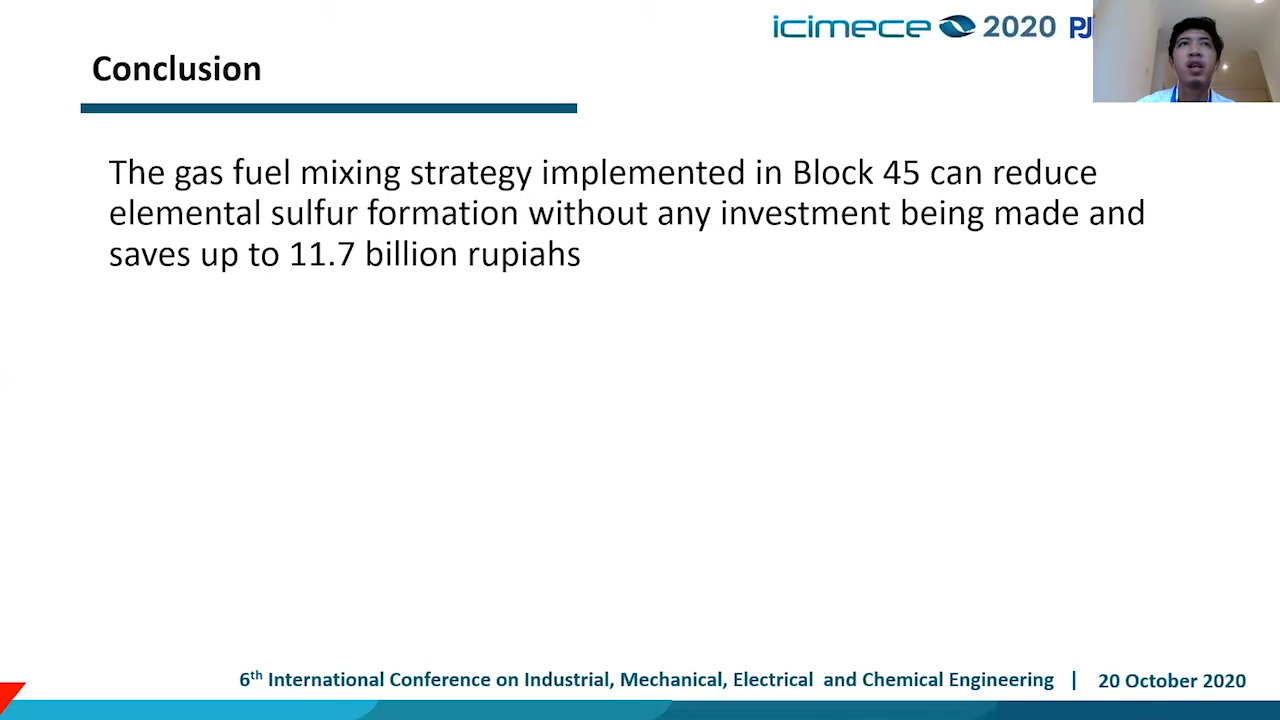 icimece 2020 PJ
Conclusion
The gas fuel mixing strategy implemented in Block 45 can reduce
elemental sulfur formation without any investment being made and
saves up to 11.7 billion rupiahs
6th International Conference on Industrial, Mechanical, Electrical and Chemical Engineering | 20 October 2020